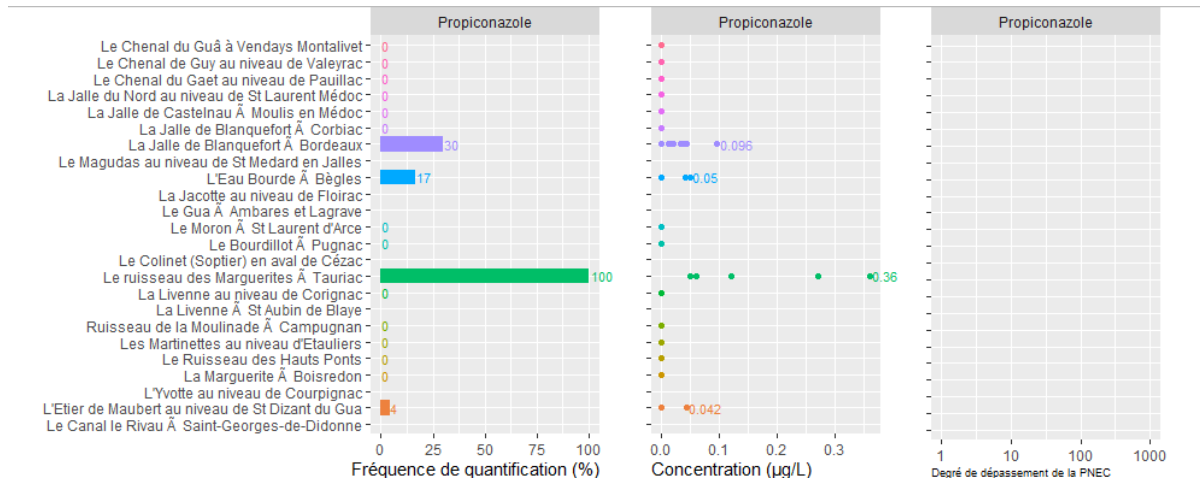 Propiconazole Propiconazole Propiconazole
Le Chenal du Guâ à Vendays Montalivet 0
Le Chenal de Guy au niveau de Valeyrac 0
Le Chenal du Gaet au niveau de Pauillac 0
La Jalle du Nord au niveau de St Laurent Médoc 0
La Jalle de Castelnau Ã Moulis en Médoc 0
La Jalle de Blanquefort Ã Corbiac 0
La Jalle de Blanquefort Ã Bordeaux 30 0.096
Le Magudas au niveau de St Medard en Jalles
L'Eau Bourde Ã Bègles 17 0.05
La Jacotte au niveau de Floirac
Le Gua Ã Ambares et Lagrave
Le Moron Ã St Laurent d'Arce 0
Le Bourdillot Ã Pugnac 0
Le Colinet (Soptier) en aval de Cézac
Le ruisseau des Marguerites Ã Tauriac 100 0.36
La Livenne au niveau de Corignac 0
La Livenne Ã St Aubin de Blaye
Ruisseau de la Moulinade Ã Campugnan 0
Les Martinettes au niveau d'Etauliers 0
Le Ruisseau des Hauts Ponts 0
La Marguerite Ã Boisredon 0
L'Yvotte au niveau de Courpignac
L'Etier de Maubert au niveau de St Dizant du Gua 4 0.042
Le Canal le Rivau Ã Saint-Georges-de-Didonne
0 25 50 75 100 0.0 0.1 0.2 0.3 1 10 100 1000
Fréquence de quantification (%) Concentration (µg/L) Degré de dépassement de la PNEC